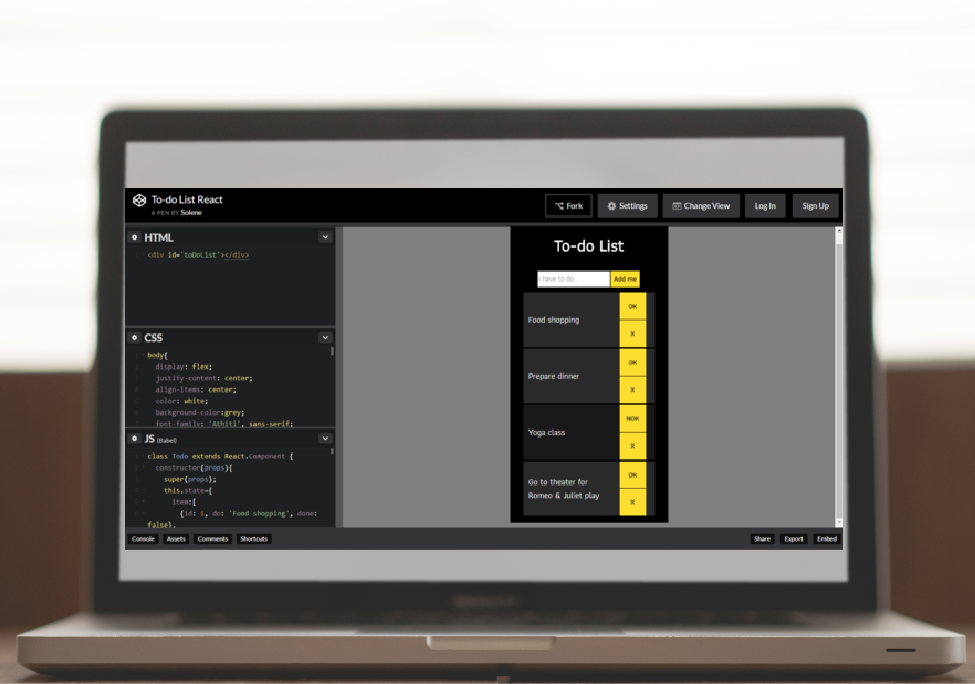 To-do List React
A PEN BY Solene
Fork
Settings
Change View
Log In
Sign Up
HTML
1 <div id="toDoList"></div>
CSS
body{
display: flex;
justify-content: center;
align-items: center;
color: white;
background-color:grey;
font-family: 'Athiti', sans-serif;
JS (Babel)
class Todo extends React.Component {
constructor(props){
super(props);
this.state={
item:[
{id: 1, do: "Food shopping", done:
false},
To-do List
I have to do...
Add me
Food shopping
OK
X
Prepare dinner
OK
X
Yoga class
NOK
X
Go to theater for
Romeo & Juliet play
OK
X
Console
Assets
Comments
Shortcuts
Share
Export
Embed